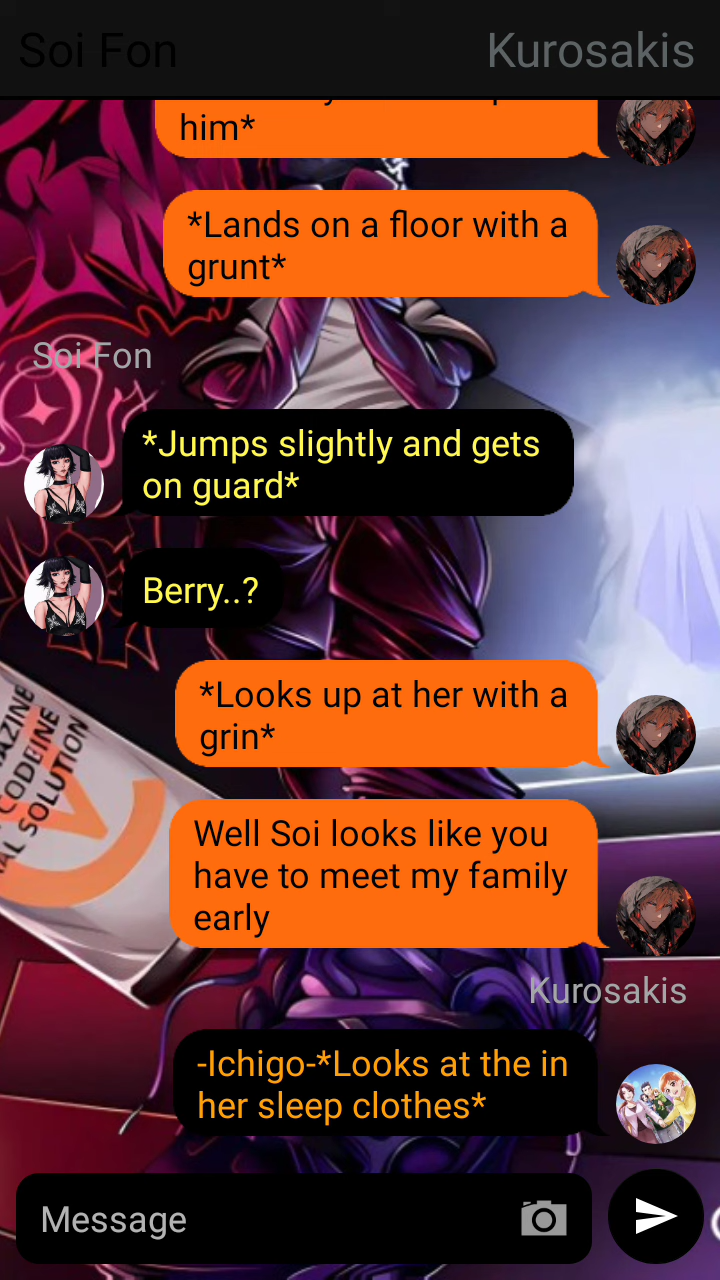 Soi Fon
Kurosakis
him*
*Lands on a floor with a
grunt*
Soi Fon
*Jumps slightly and gets
on guard*
Berry..?
*Looks up at her with a
grin*
Well Soi looks like you
have to meet my family
early
Kurosakis
-Ichigo-*Looks at the in
her sleep clothes*
CODEINE
SOLUTION
Message